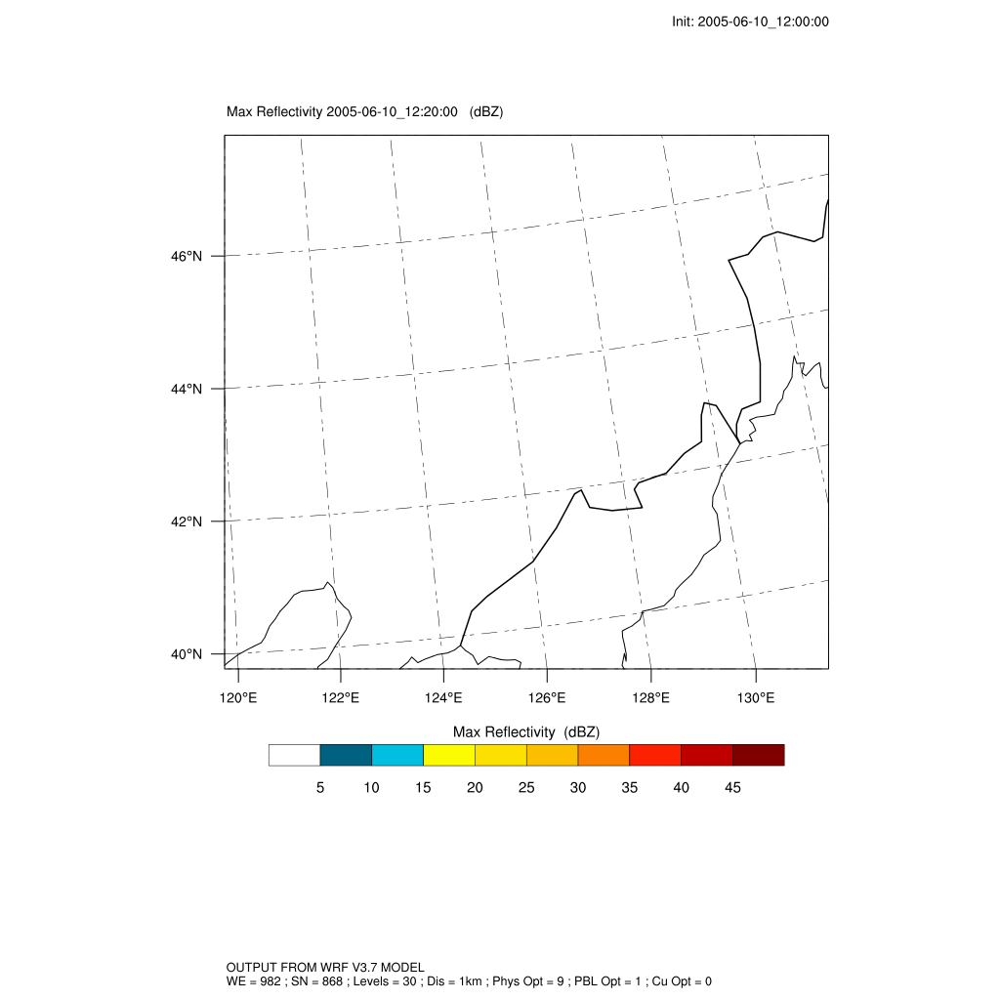 Init: 2005-06-10_12:00:00
Max Reflectivity 2005-06-10_12:20:00 (dBZ)
46°N
44°N
42°N
40°N
120°E 122°E 124°E 126°E 128°E 130°E
Max Reflectivity (dBZ)
5 10 15 20 25 30 35 40 45
OUTPUT FROM WRF V3.7 MODEL
WE = 982 ; SN = 868 ; Levels = 30 ; Dis = 1km ; Phys Opt = 9 ; PBL Opt = 1 ; Cu Opt = 0